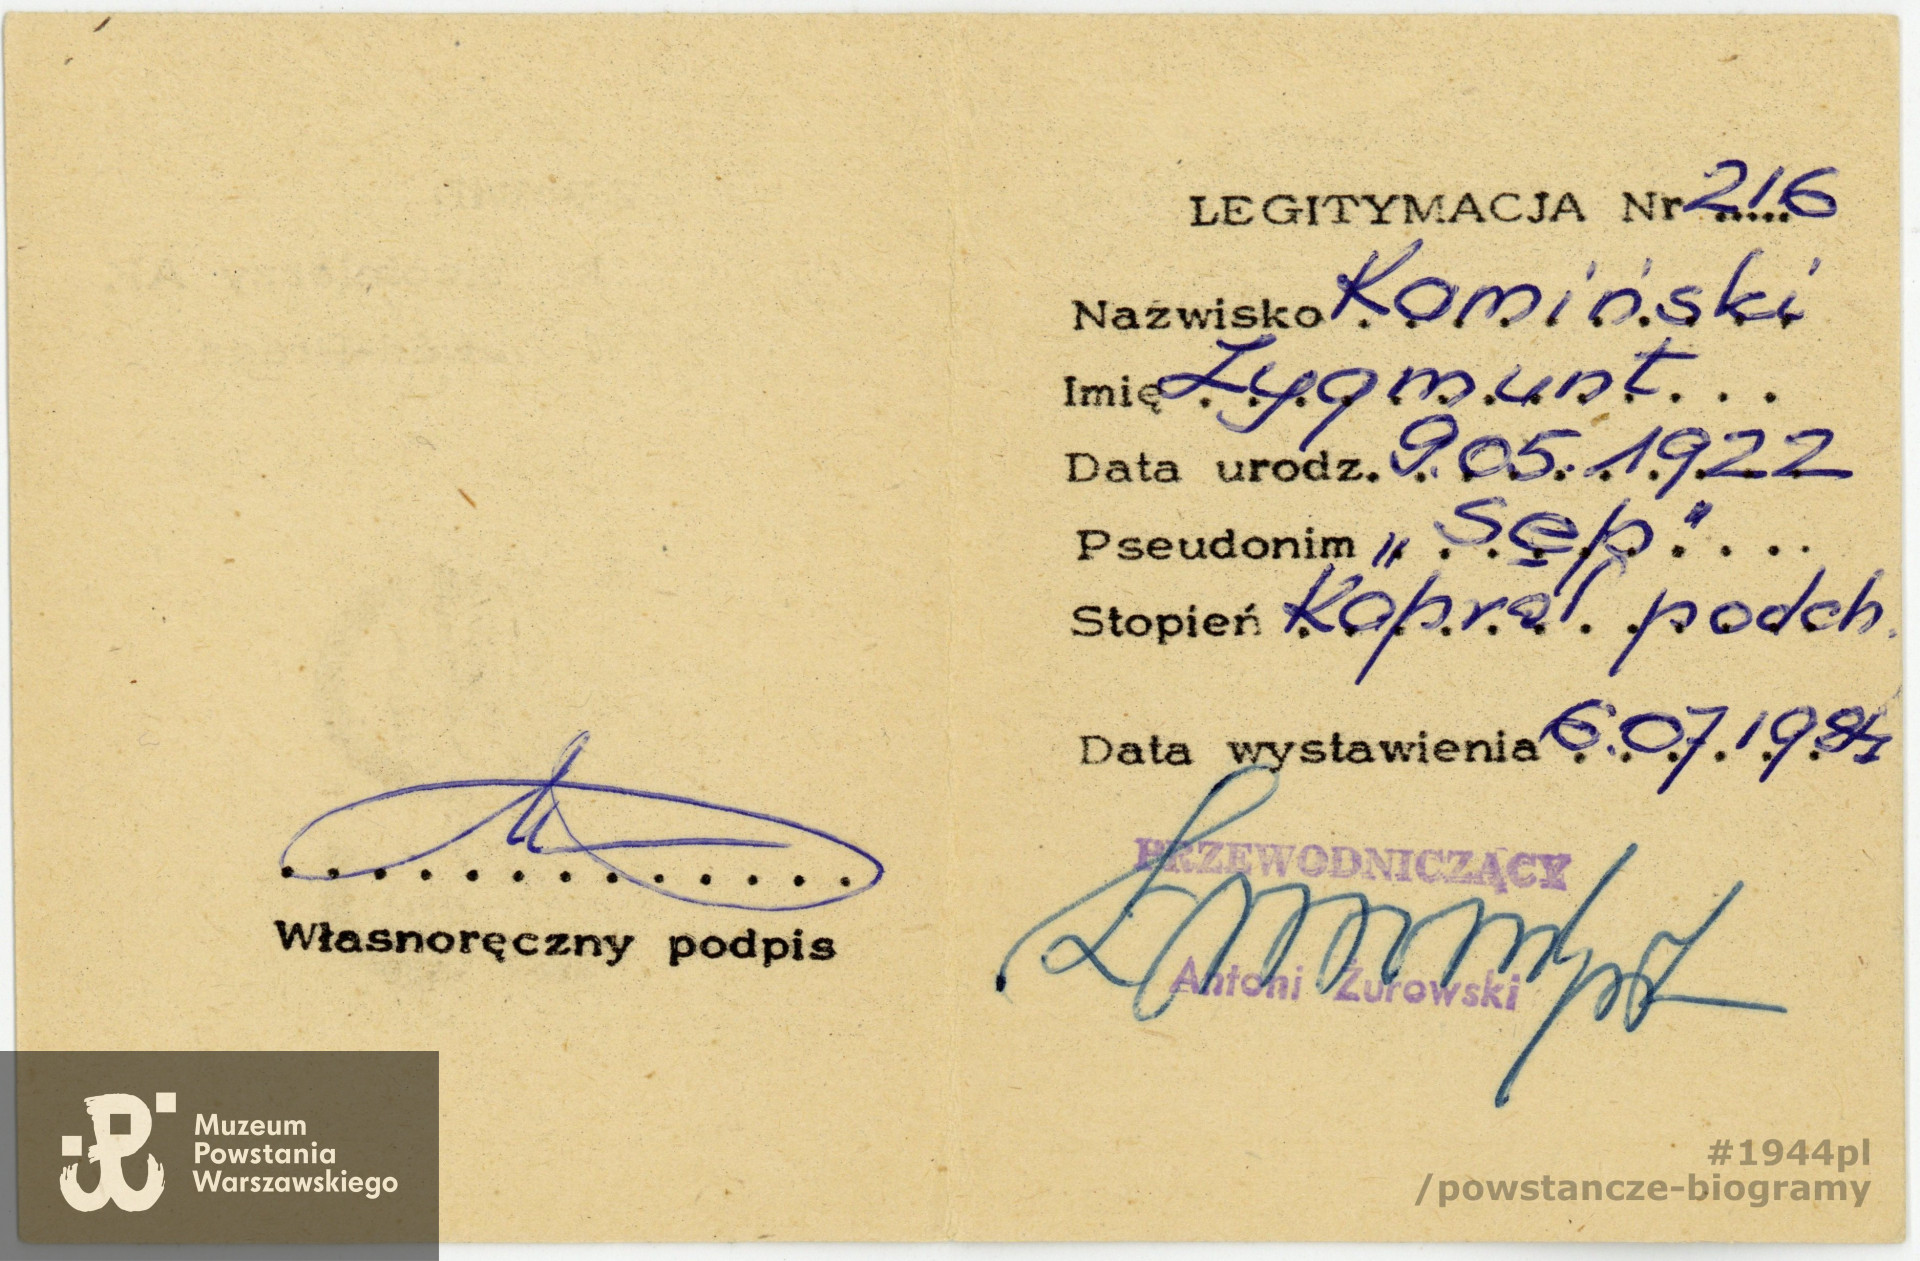 LEGITYMACJA Nr 216
Nazwisko Kamiński
Imię Zygmunt
Data urodz. 9.05.1922
Pseudonim „Sęp"
Stopień Kapral podch.
Data wystawienia 6.07.1984
PRZEWODNICZĄCY
Antoni Żurowski
Własnoręczny podpis
Muzeum
Powstania
Warszawskiego
#1944pl
/powstancze-biogramy